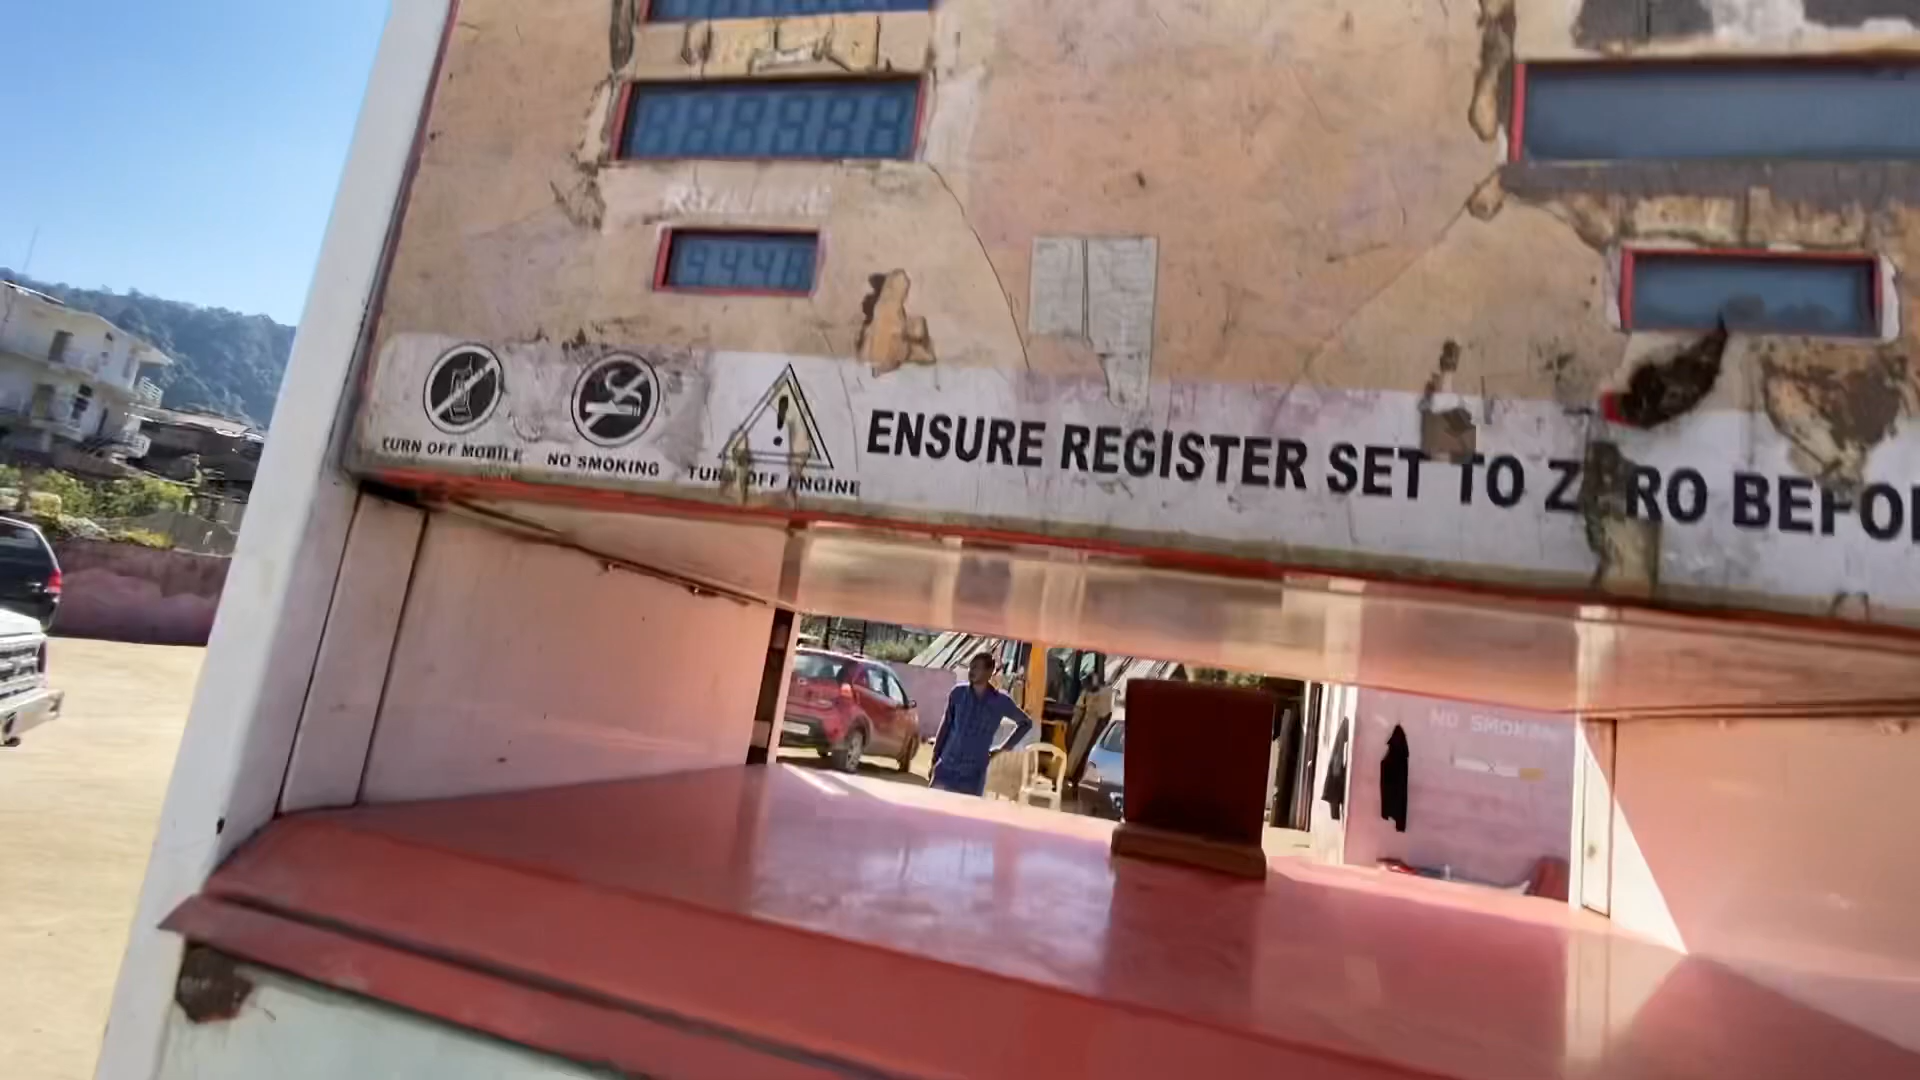 TURN OFF MOBILE
NO SMOKING
TURN OFF ENGINE
ENSURE REGISTER SET TO ZERO BEFO
NO SMOKING